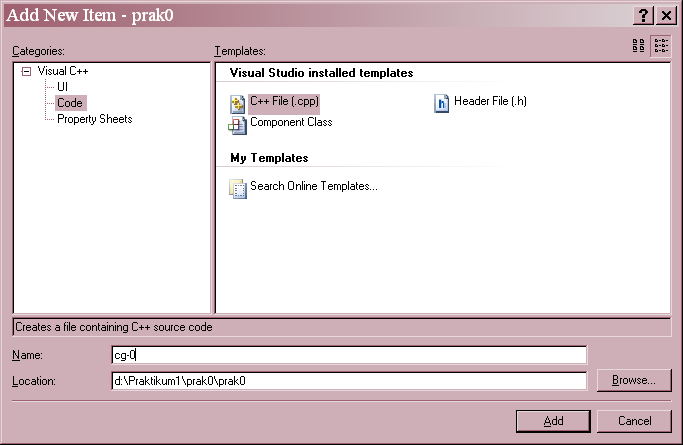 Add New Item - prak0
Categories:
Templates:
Visual C++
UI
Code
Property Sheets
Visual Studio installed templates
C++ File (.cpp)
Header File (.h)
Component Class
My Templates
Search Online Templates...
Creates a file containing C++ source code
Name:
cg-0
Location:
d:\Praktikum1\prak0\prak0
Browse...
Add
Cancel